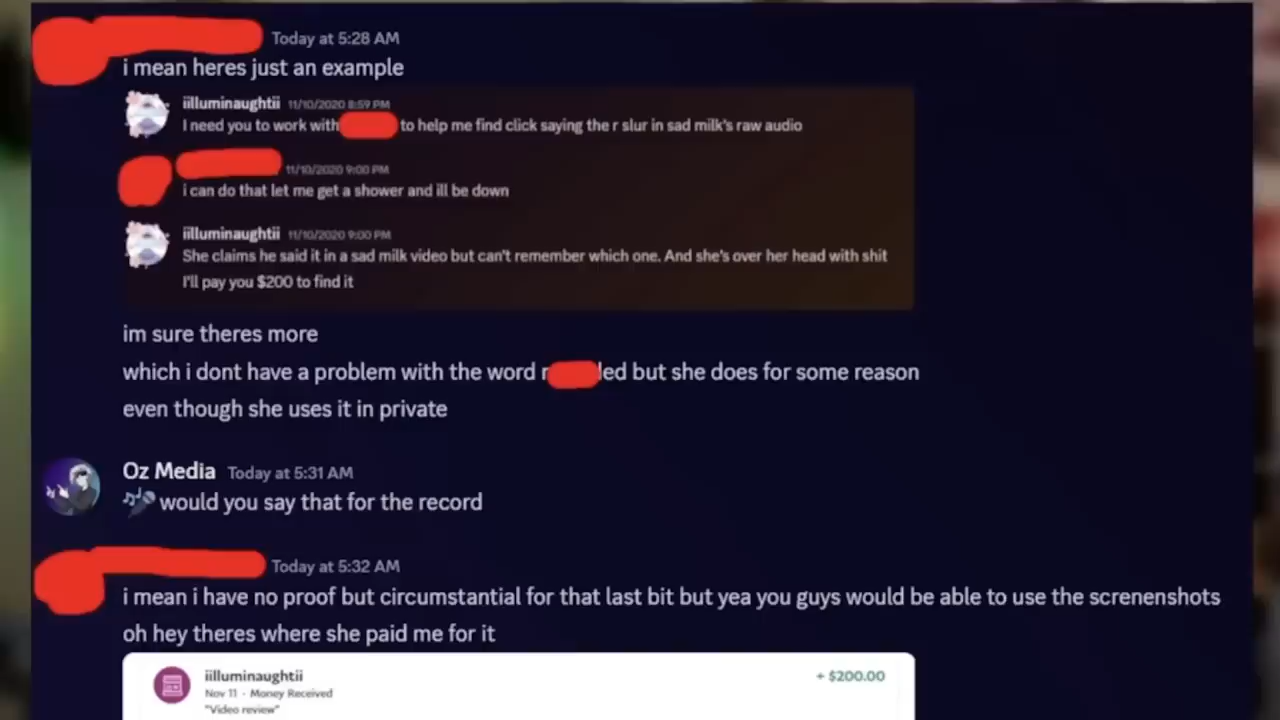 Today at 5:28 AM
i mean heres just an example
iilluminaughtii 11/10/2020 8:59 PM
I need you to work with to help me find click saying the r slur in sad milk's raw audio
11/10/2020 9:00 PM
i can do that let me get a shower and ill be down
iilluminaughtii 11/10/2020 9:00 PM
She claims he said it in a sad milk video but can't remember which one. And she's over her head with shit
I'll pay you $200 to find it
im sure theres more
which i dont have a problem with the word r led but she does for some reason
even though she uses it in private
Oz Media Today at 5:31 AM
would you say that for the record
Today at 5:32 AM
i mean i have no proof but circumstantial for that last bit but yea you guys would be able to use the screnenshots
oh hey theres where she paid me for it
iilluminaughtii + $200.00
Nov 11 · Money Received
"Video review"